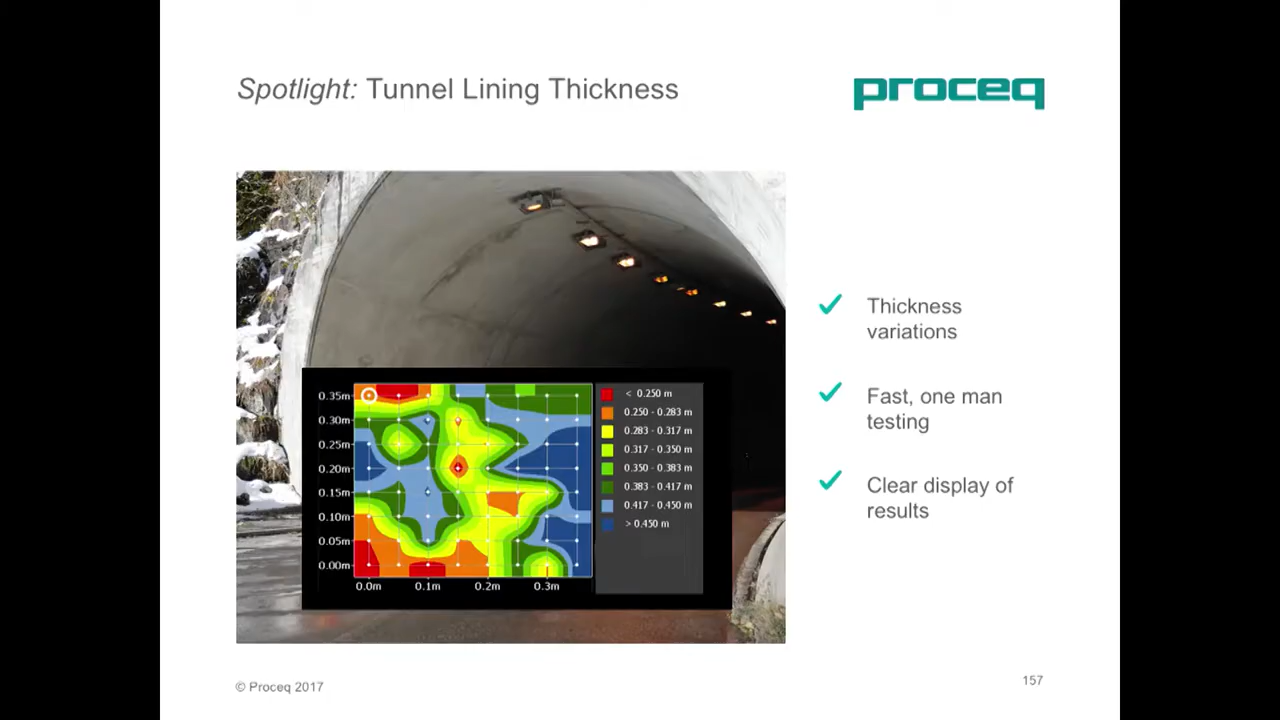 Spotlight: Tunnel Lining Thickness
proceq
Thickness
variations
Fast, one man
testing
Clear display of
results
0.35m
0.30m
0.25m
0.20m
0.15m
0.10m
0.05m
0.00m
0.0m 0.1m 0.2m 0.3m
< 0.250 m
0.250 - 0.283 m
0.283 - 0.317 m
0.317 - 0.350 m
0.350 - 0.383 m
0.383 - 0.417 m
0.417 - 0.450 m
> 0.450 m
© Proceq 2017
157